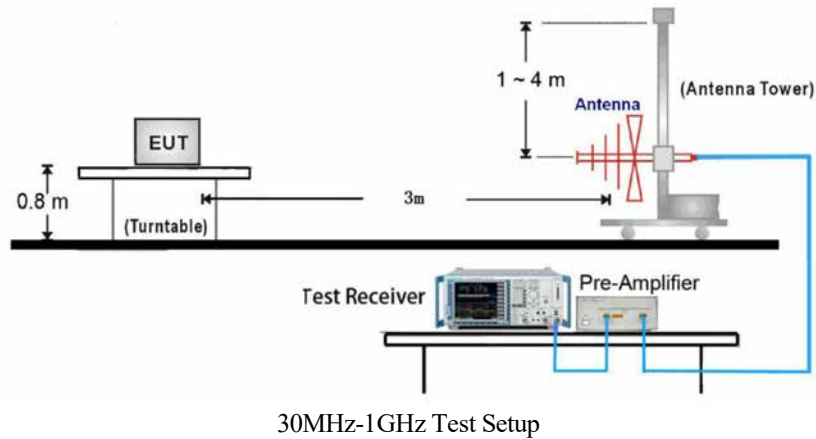 1 ~ 4 m
(Antenna Tower)
Antenna
EUT
0.8 m
3m
(Turntable)
Test Receiver
Pre-Amplifier
30MHz-1GHz Test Setup